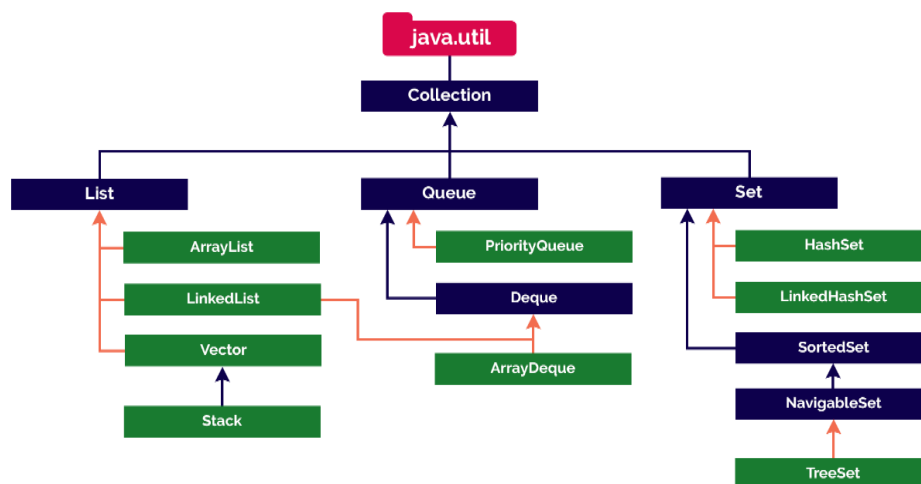 java.util
Collection
List
Queue
Set
ArrayList
PriorityQueue
HashSet
LinkedList
Deque
LinkedHashSet
Vector
SortedSet
ArrayDeque
NavigableSet
Stack
TreeSet